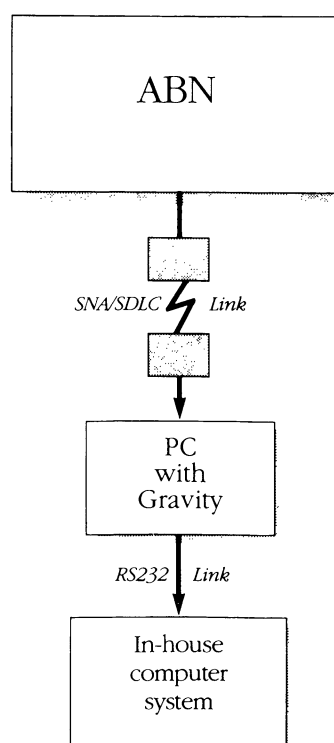 ABN
SNA/SDLC Link
PC
with
Gravity
RS232 Link
In-house
computer
system